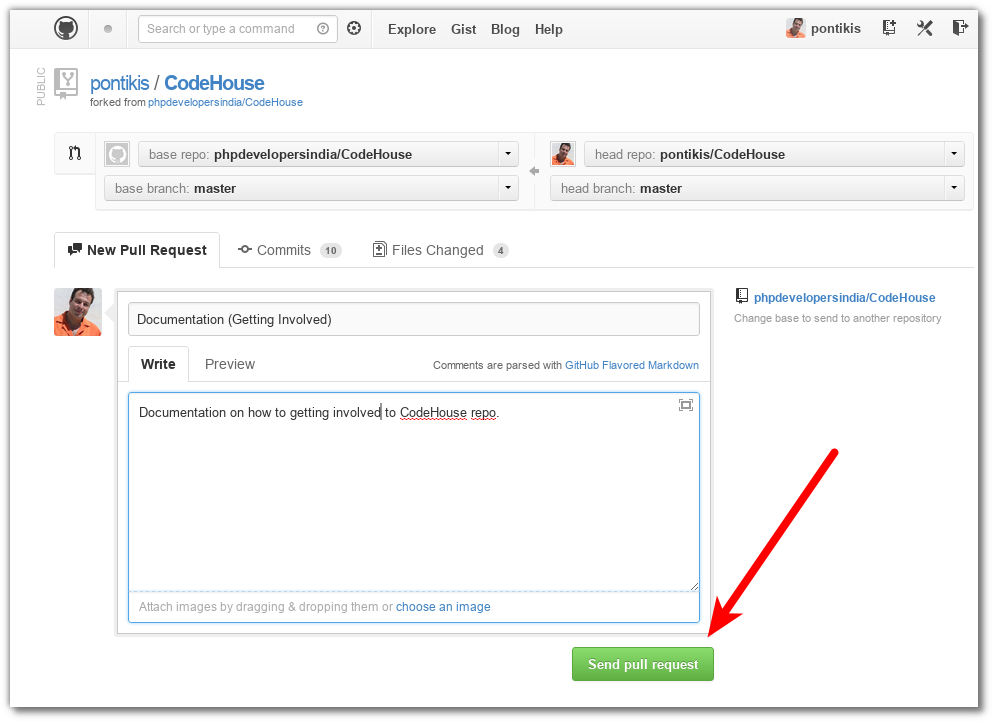 Search or type a command
Explore Gist Blog Help
pontikis
PUBLIC
pontikis / CodeHouse
forked from phpdevelopersindia/CodeHouse
base repo: phpdevelopersindia/CodeHouse
head repo: pontikis/CodeHouse
base branch: master
head branch: master
New Pull Request
Commits 10
Files Changed 4
Documentation (Getting Involved)
phpdevelopersindia/CodeHouse
Change base to send to another repository
Write Preview
Comments are parsed with GitHub Flavored Markdown
Documentation on how to getting involved to CodeHouse repo.
Attach images by dragging & dropping them or choose an image
Send pull request